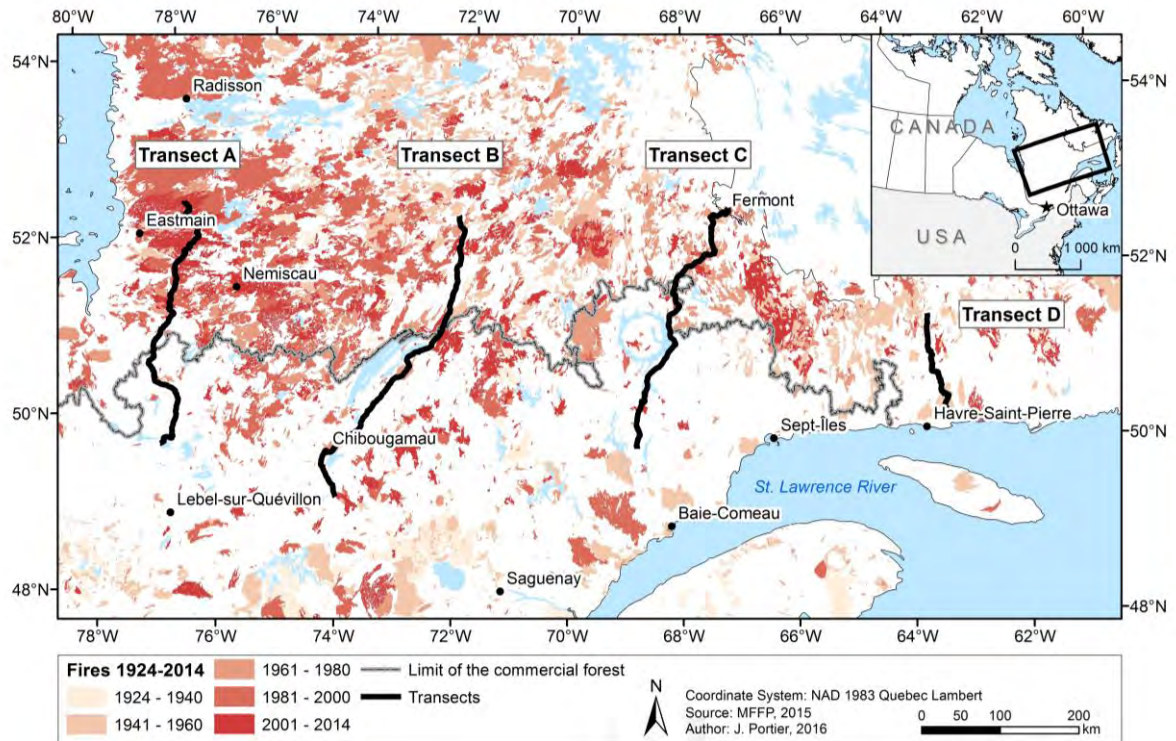 80°W 78°W 76°W 74°W 72°W 70°W 68°W 66°W 64°W 62°W 60°W
54°N
54°N
Radisson
CANADA
Transect A
Transect B
Transect C
Fermont
Ottawa
USA
0 1 000 km
Eastmain
52°N
52°N
Nemiscau
Transect D
50°N
50°N
Havre-Saint-Pierre
Sept-Îles
Chibougamau
St. Lawrence River
Lebel-sur-Quévillon
Baie-Comeau
Saguenay
48°N
48°N
78°W 76°W 74°W 72°W 70°W 68°W 66°W 64°W 62°W
Fires 1924-2014
1924 - 1940
1941 - 1960
1961 - 1980
1981 - 2000
2001 - 2014
Limit of the commercial forest
Transects
N
Coordinate System: NAD 1983 Quebec Lambert
Source: MFFP, 2015
Author: J. Portier, 2016
0 50 100 200
km